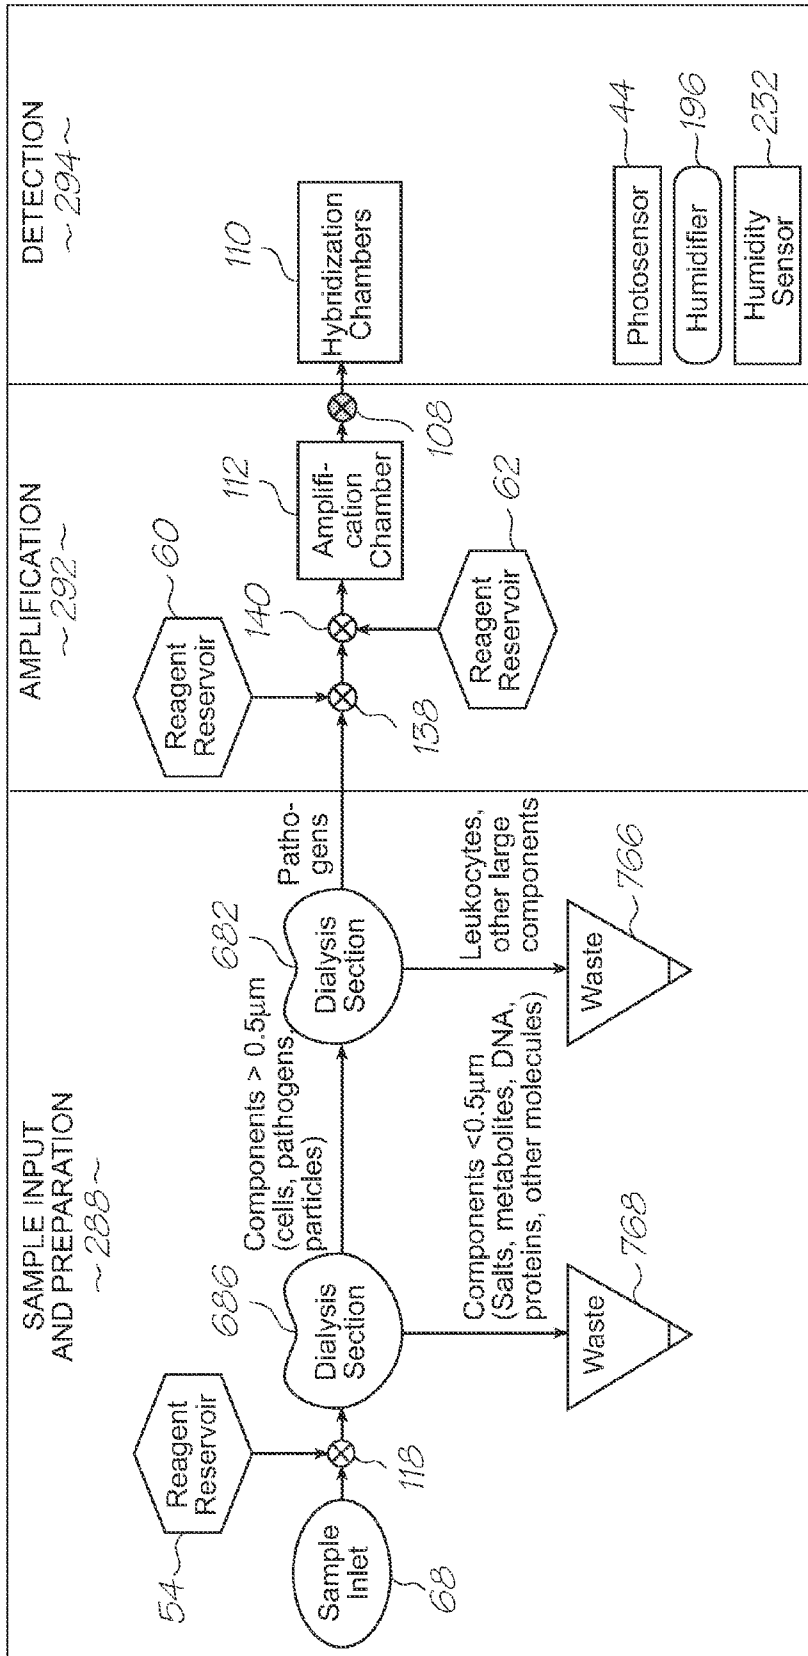 SAMPLE INPUT
AND PREPARATION
~288~
AMPLIFICATION
~292~
DETECTION
~294~
54
Reagent
Reservoir
Sample
Inlet
68
118
686
Dialysis
Section
Components > 0.5µm
(cells, pathogens,
particles)
Components <0.5µm
(Salts, metabolites, DNA,
proteins, other molecules)
Waste
768
682
Dialysis
Section
Patho-
gens
Leukocytes,
other large
components
Waste
766
Reagent
Reservoir
60
138
140
Reagent
Reservoir
62
112
Amplifi-
cation
Chamber
108
110
Hybridization
Chambers
Photosensor
44
Humidifier
196
Humidity
Sensor
232